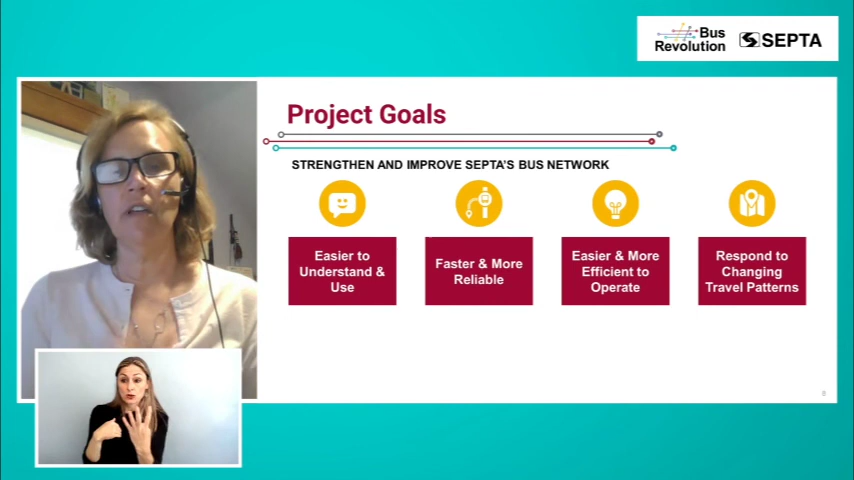 Bus
Revolution
SEPTA
Project Goals
STRENGTHEN AND IMPROVE SEPTA'S BUS NETWORK
Easier to
Understand &
Use
Faster & More
Reliable
Easier & More
Efficient to
Operate
Respond to
Changing
Travel Patterns
8